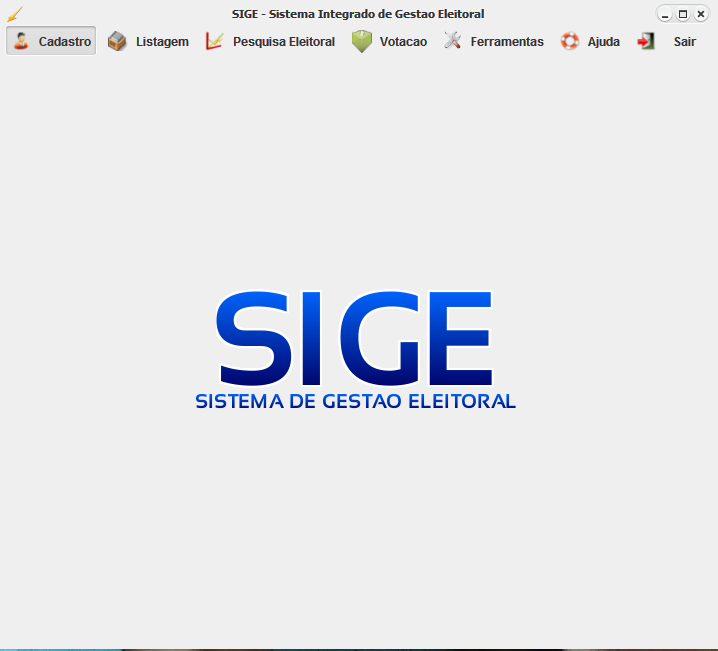 SIGE - Sistema Integrado de Gestao Eleitoral
Cadastro Listagem Pesquisa Eleitoral Votacao Ferramentas Ajuda Sair
SIGE
SISTEMA DE GESTAO ELEITORAL